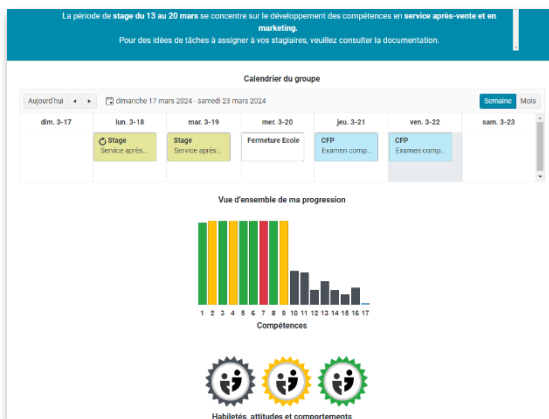 La période de stage du 13 au 20 mars se concentre sur le développement des compétences en service après-vente et en
marketing.
Pour des idées de tâches à assigner à vos stagiaires, veuillez consulter la documentation.
Calendrier du groupe
Aujourd'hui dimanche 17 mars 2024 - samedi 23 mars 2024 Semaine Mois
dim. 3-17 lun. 3-18 mar. 3-19 mer. 3-20 jeu. 3-21 ven. 3-22 sam. 3-23
Stage Stage Fermeture Ecole CFP CFP
Service après... Service après... Examen comp... Examen comp...
Vue d'ensemble de ma progression
1 2 3 4 5 6 7 8 9 10 11 12 13 14 15 16 17
Compétences
Habiletés, attitudes et comportements